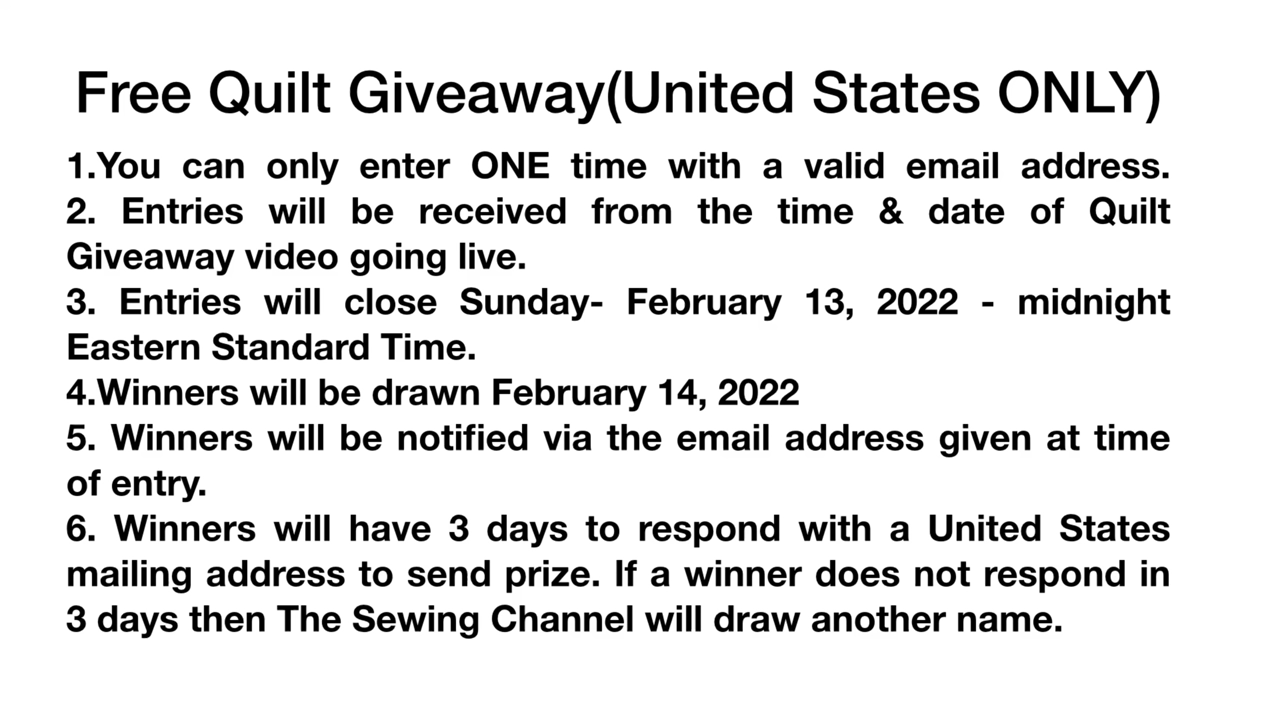 Free Quilt Giveaway(United States ONLY)
1.You can only enter ONE time with a valid email address.
2. Entries will be received from the time & date of Quilt
Giveaway video going live.
3. Entries will close Sunday- February 13, 2022 - midnight
Eastern Standard Time.
4.Winners will be drawn February 14, 2022
5. Winners will be notified via the email address given at time
of entry.
6. Winners will have 3 days to respond with a United States
mailing address to send prize. If a winner does not respond in
3 days then The Sewing Channel will draw another name.